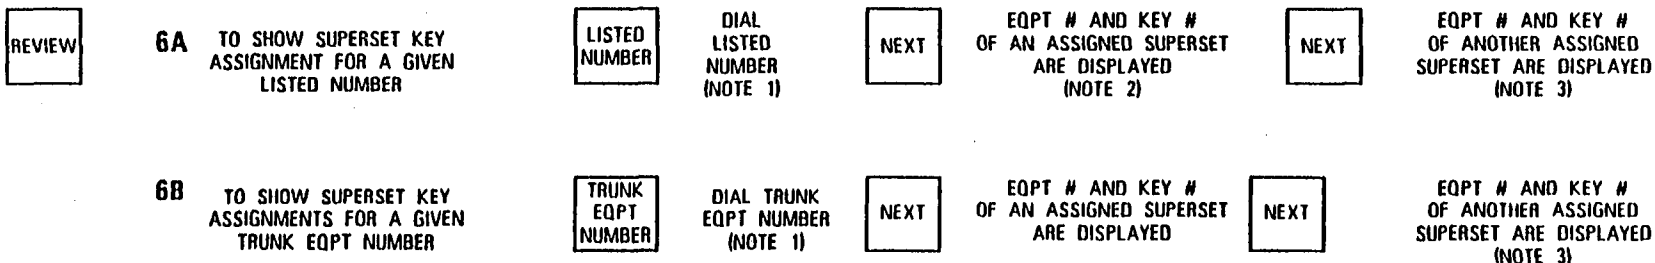 REVIEW
6A
TO SHOW SUPERSET KEY
ASSIGNMENT FOR A GIVEN
LISTED NUMBER
LISTED
NUMBER
DIAL
LISTED
NUMBER
(NOTE 1)
NEXT
EQPT # AND KEY #
OF AN ASSIGNED SUPERSET
ARE DISPLAYED
(NOTE 2)
NEXT
EQPT # AND KEY #
OF ANOTHER ASSIGNED
SUPERSET ARE DISPLAYED
(NOTE 3)
6B
TO SHOW SUPERSET KEY
ASSIGNMENTS FOR A GIVEN
TRUNK EQPT NUMBER
TRUNK
EQPT
NUMBER
DIAL TRUNK
EQPT NUMBER
(NOTE 1)
NEXT
EQPT # AND KEY #
OF AN ASSIGNED SUPERSET
ARE DISPLAYED
NEXT
EQPT # AND KEY #
OF ANOTHER ASSIGNED
SUPERSET ARE DISPLAYED
(NOTE 3)